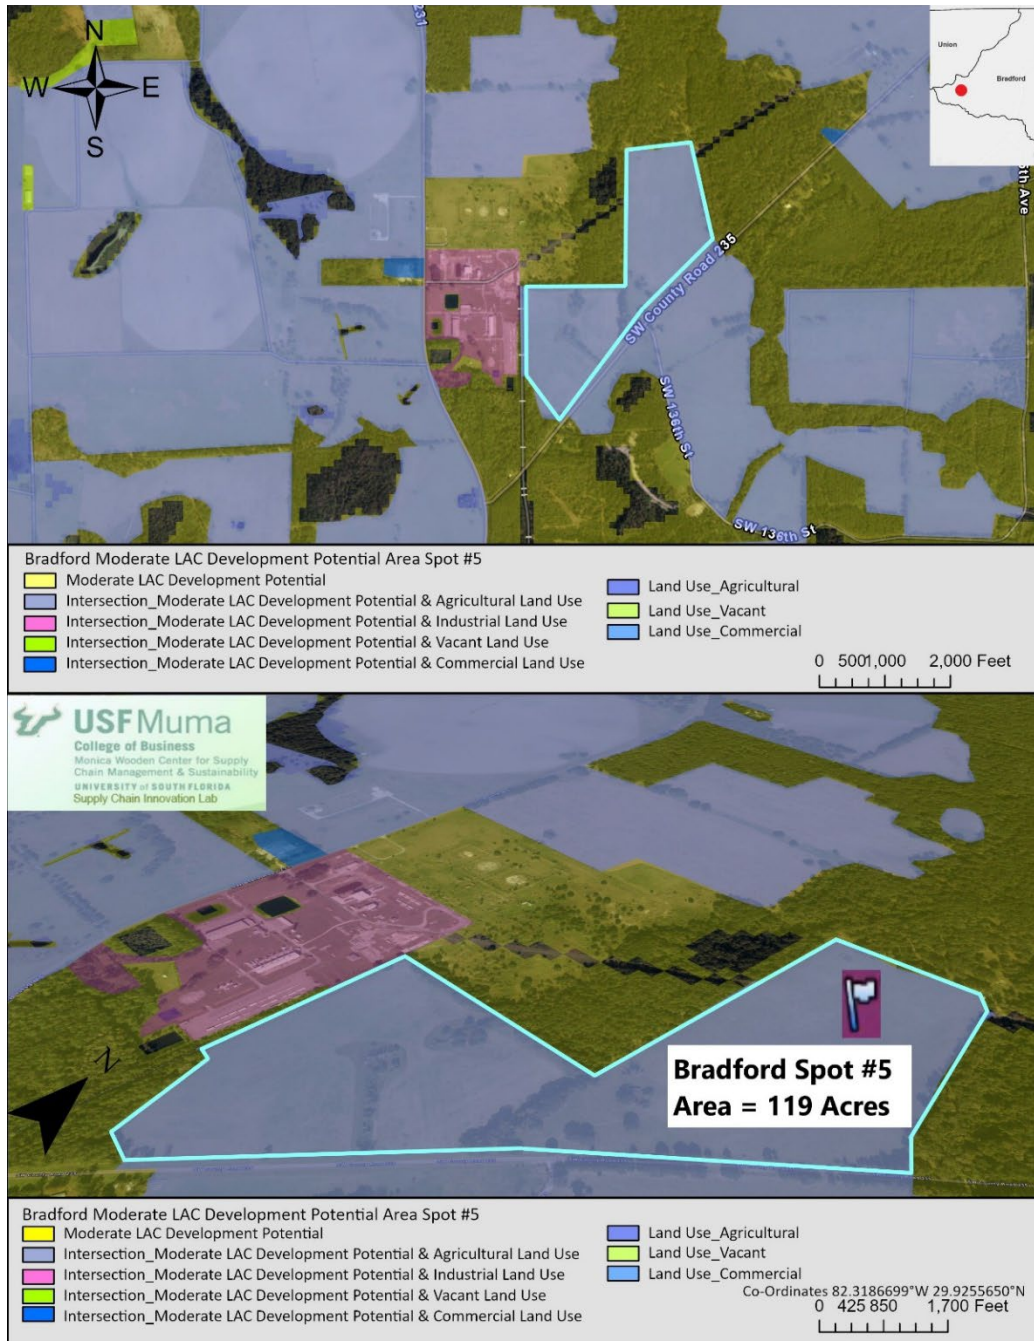 N
W E
S
231
Union
Bradford
8th Ave
SW County Road 235
SW 136th St
SW 136th St
Bradford Moderate LAC Development Potential Area Spot #5
Moderate LAC Development Potential
Intersection_Moderate LAC Development Potential & Agricultural Land Use
Intersection_Moderate LAC Development Potential & Industrial Land Use
Intersection_Moderate LAC Development Potential & Vacant Land Use
Intersection_Moderate LAC Development Potential & Commercial Land Use
Land Use_Agricultural
Land Use_Vacant
Land Use_Commercial
0 5001,000 2,000 Feet
USF Muma
College of Business
Monica Wooden Center for Supply
Chain Management & Sustainability
UNIVERSITY of SOUTH FLORIDA
Supply Chain Innovation Lab
N
Bradford Spot #5
Area = 119 Acres
Bradford Moderate LAC Development Potential Area Spot #5
Moderate LAC Development Potential
Intersection_Moderate LAC Development Potential & Agricultural Land Use
Intersection_Moderate LAC Development Potential & Industrial Land Use
Intersection_Moderate LAC Development Potential & Vacant Land Use
Intersection_Moderate LAC Development Potential & Commercial Land Use
Land Use_Agricultural
Land Use_Vacant
Land Use_Commercial
Co-Ordinates 82.3186699°W 29.9255650°N
0 425 850 1,700 Feet